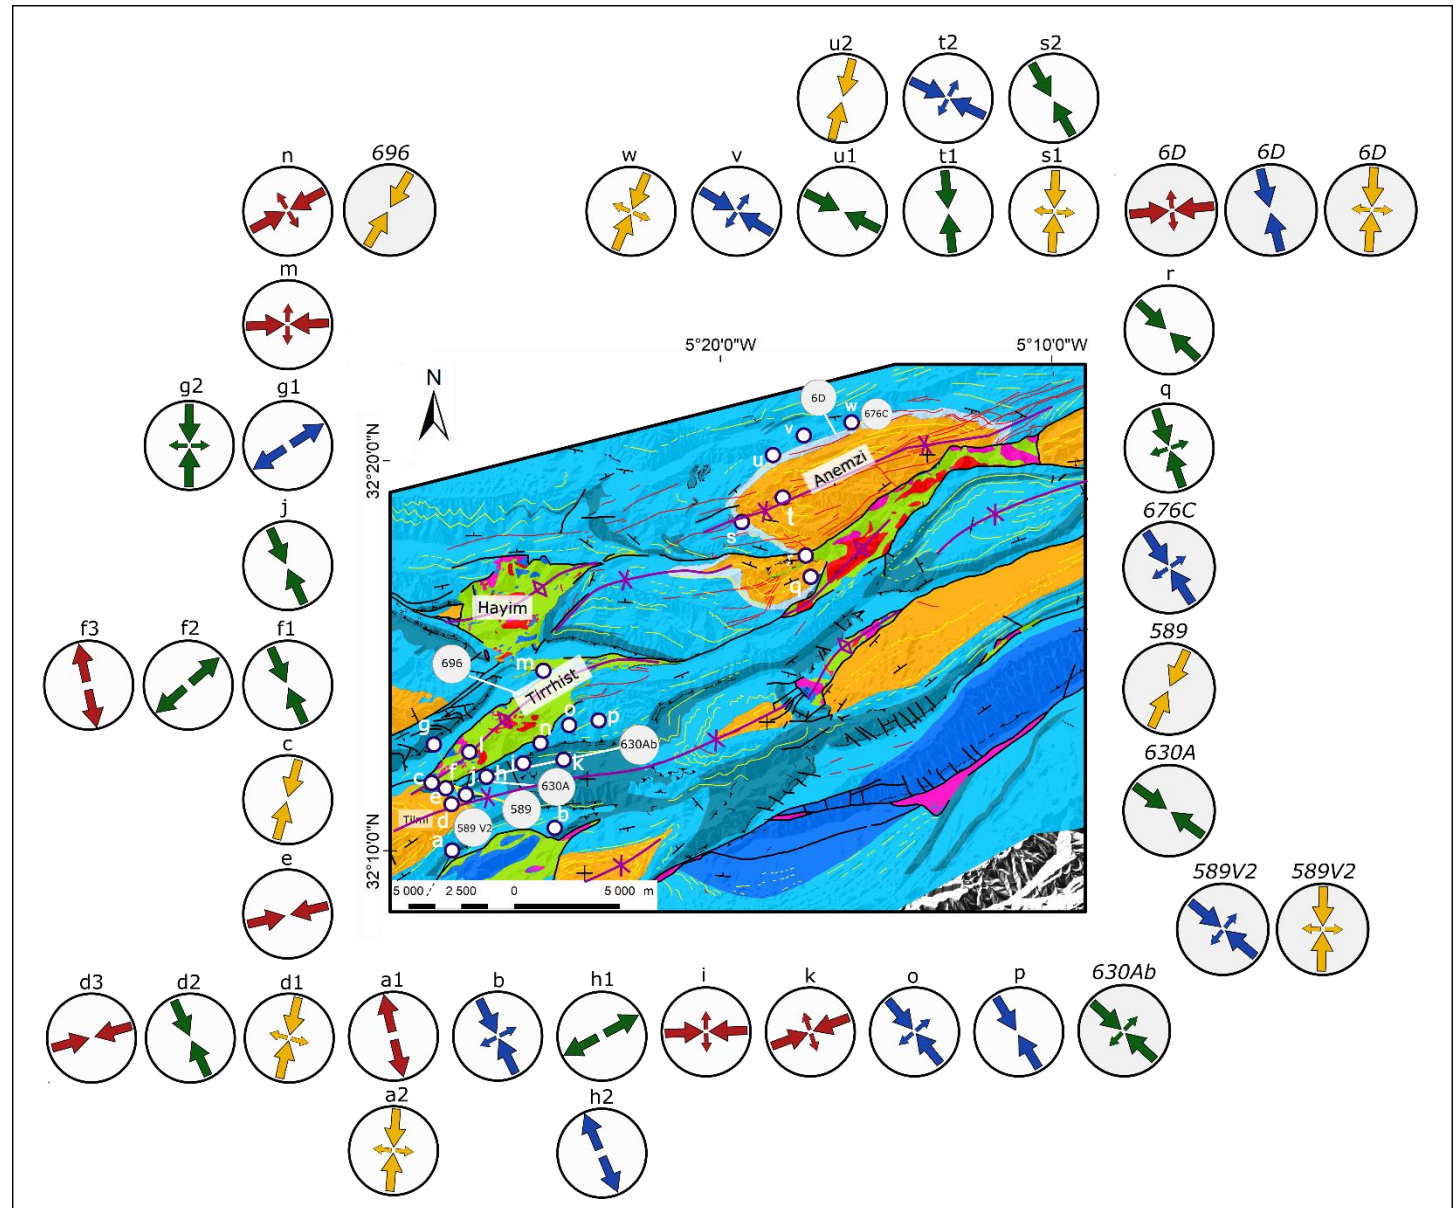 u2 t2 s2
n 696 w v u1 t1 s1 6D 6D 6D
m r
5°20'0"W 5°10'0"W
g2 g1 N q
32°20'0"N
6D w 676C
v
u Anemzi
t
s
q
j 676C
Hayim
f3 f2 f1 589
696 m Tirrhist
o p
g n 630Ab
l
c f j h i k
e 630A
c 589 630A
Tilmi d 589 V2 b
a
32°10'0"N
5 000 2 500 0 5 000 m
e 589V2 589V2
d3 d2 d1 a1 b h1 i k o p 630Ab
a2 h2